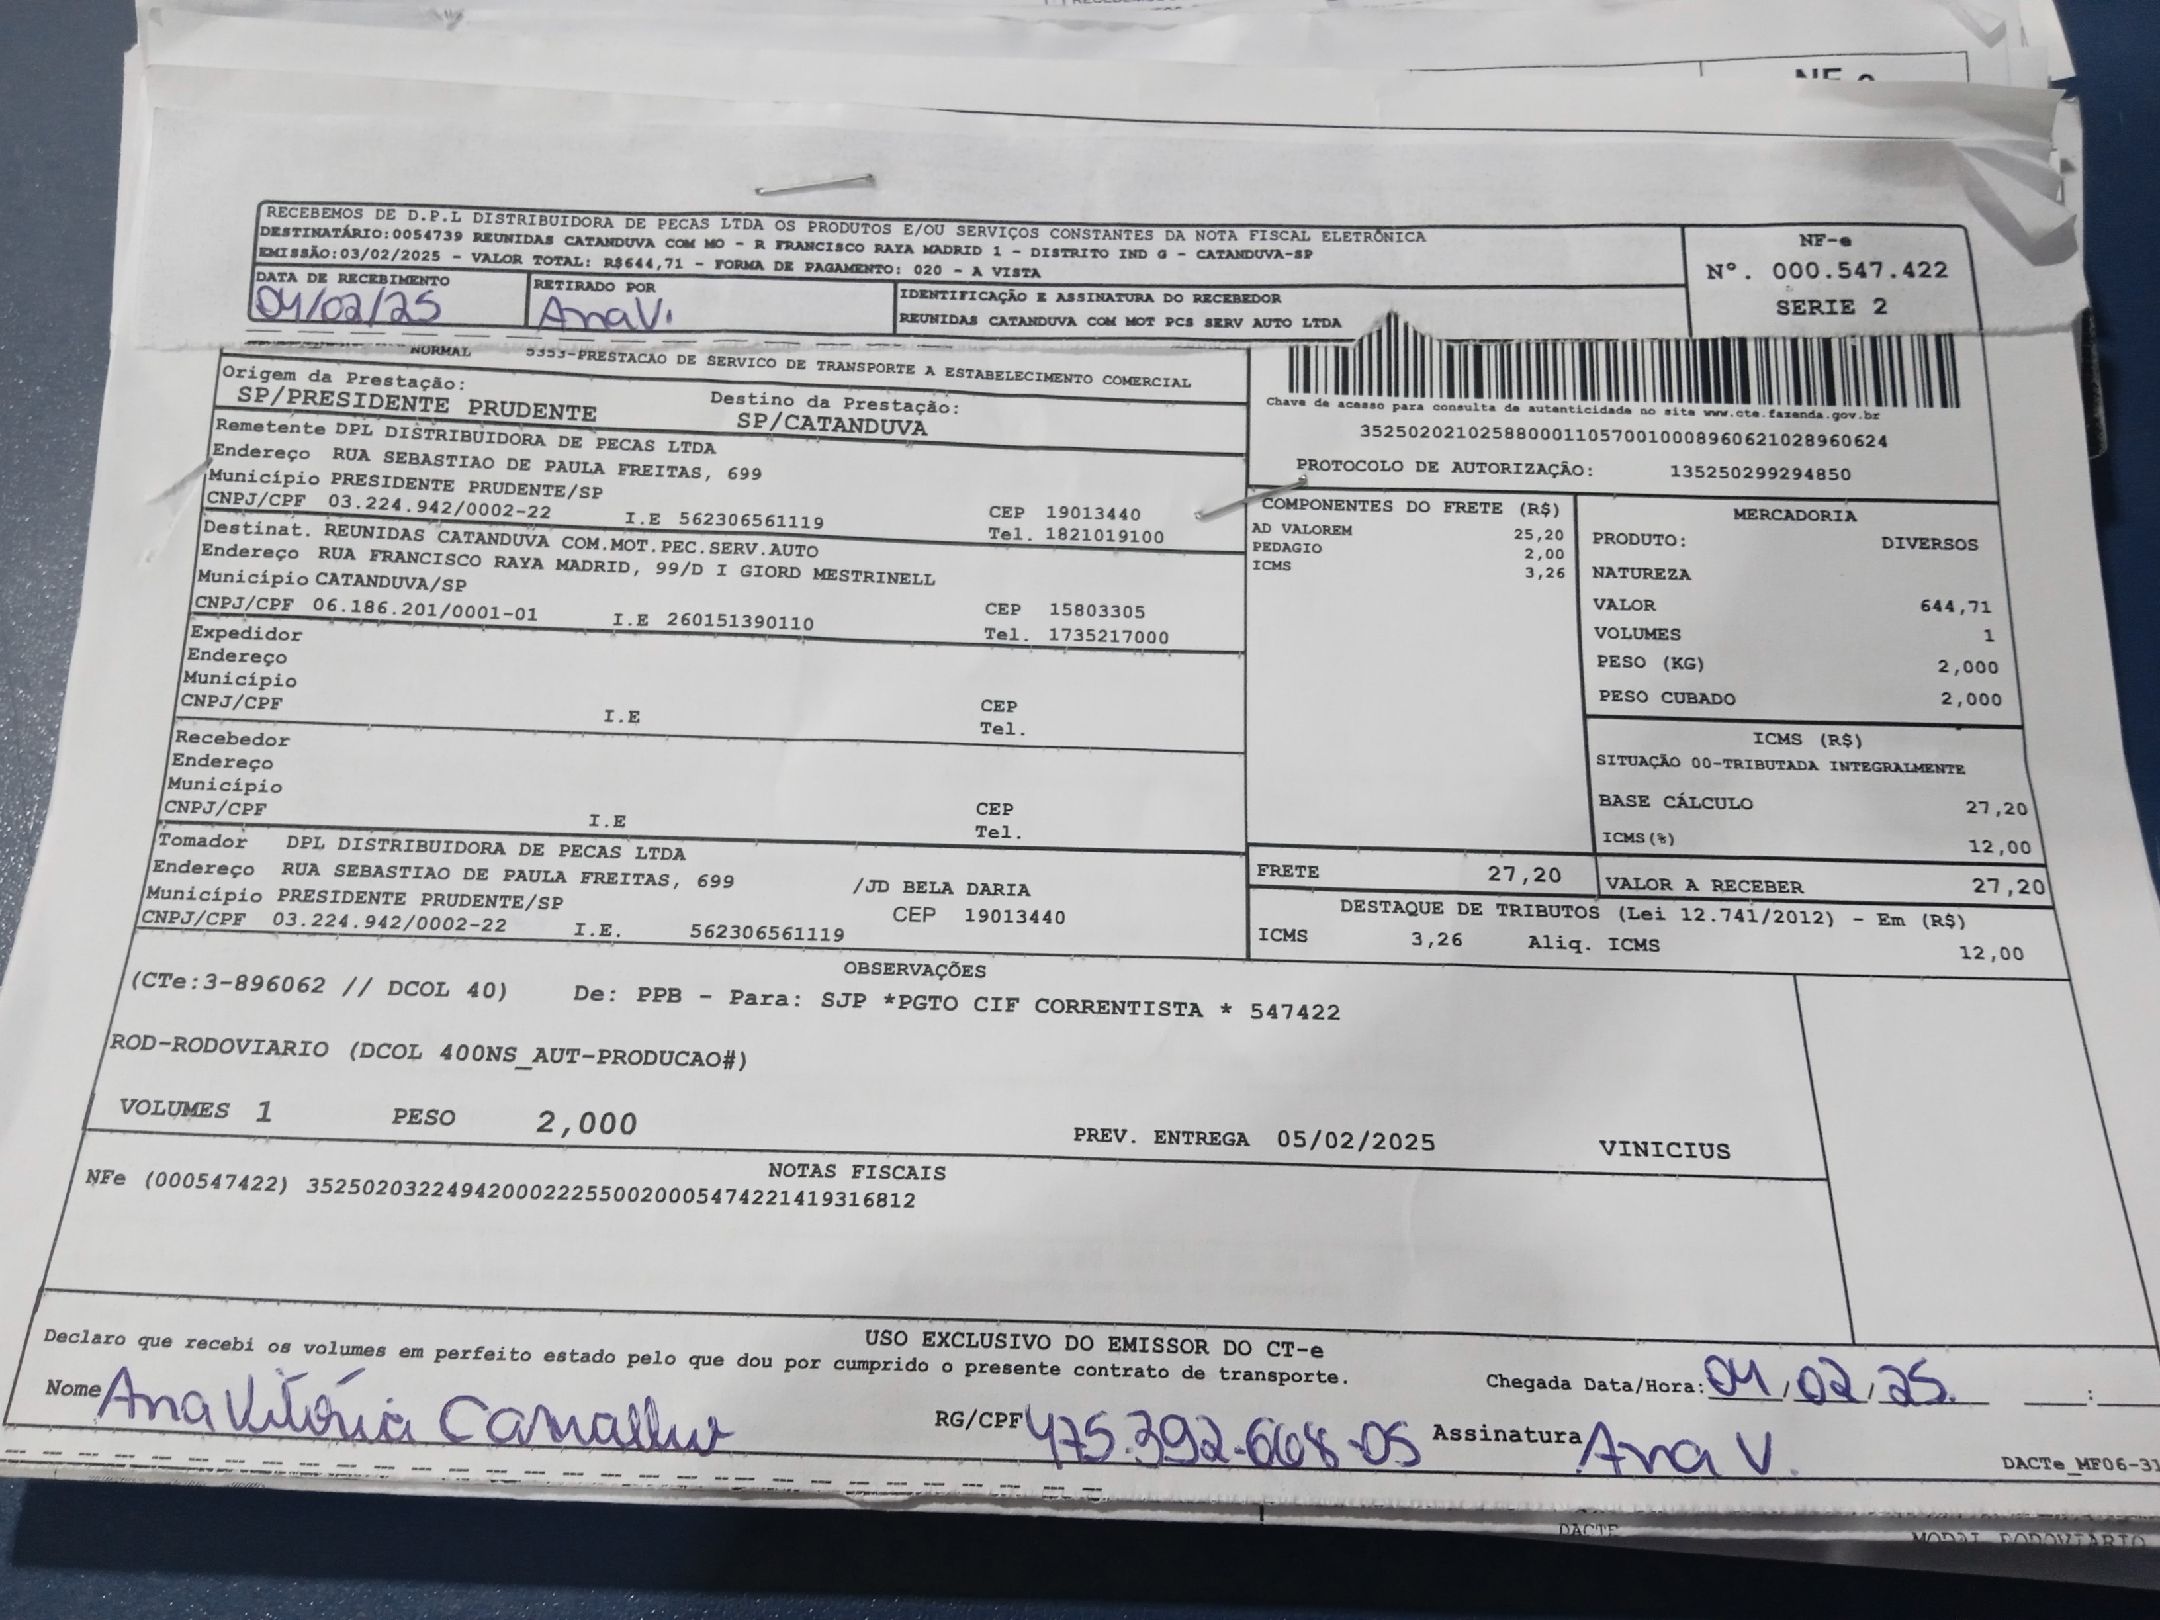 NF-e
RECEBEMOS DE D.P.L DISTRIBUIDORA DE PECAS LTDA OS PRODUTOS E/OU SERVIÇOS CONSTANTES DA NOTA FISCAL ELETRÔNICA
DESTINATÁRIO:0054739 REUNIDAS CATANDUVA COM MO - R FRANCISCO RAYA MADRID 1 - DISTRITO IND G - CATANDUVA-SP
EMISSÃO:03/02/2025 - VALOR TOTAL: R$644,71 - FORMA DE PAGAMENTO: 020 - A VISTA
NF-e
Nº. 000.547.422
SERIE 2
DATA DE RECEBIMENTO
04/02/25
RETIRADO POR
Ana V.
IDENTIFICAÇÃO E ASSINATURA DO RECEBEDOR
REUNIDAS CATANDUVA COM MOT PCS SERV AUTO LTDA
NORMAL 5353-PRESTACAO DE SERVICO DE TRANSPORTE A ESTABELECIMENTO COMERCIAL
Origem da Prestação: Destino da Prestação:
SP/PRESIDENTE PRUDENTE SP/CATANDUVA
Remetente DPL DISTRIBUIDORA DE PECAS LTDA
Endereço RUA SEBASTIAO DE PAULA FREITAS, 699
Município PRESIDENTE PRUDENTE/SP CEP 19013440
CNPJ/CPF 03.224.942/0002-22 I.E 562306561119 Tel. 1821019100
Destinat. REUNIDAS CATANDUVA COM.MOT.PEC.SERV.AUTO
Endereço RUA FRANCISCO RAYA MADRID, 99/D I GIORD MESTRINELL
Município CATANDUVA/SP CEP 15803305
CNPJ/CPF 06.186.201/0001-01 I.E 260151390110 Tel. 1735217000
Expedidor
Endereço
Município CEP
CNPJ/CPF I.E Tel.
Recebedor
Endereço
Município CEP
CNPJ/CPF I.E Tel.
Tomador DPL DISTRIBUIDORA DE PECAS LTDA
Endereço RUA SEBASTIAO DE PAULA FREITAS, 699 /JD BELA DARIA
Município PRESIDENTE PRUDENTE/SP CEP 19013440
CNPJ/CPF 03.224.942/0002-22 I.E. 562306561119
Chave de acesso para consulta de autenticidade no site www.cte.fazenda.gov.br
35250202102588000110570010008960621028960624
PROTOCOLO DE AUTORIZAÇÃO: 135250299294850
COMPONENTES DO FRETE (R$)
AD VALOREM 25,20
PEDAGIO 2,00
ICMS 3,26
MERCADORIA
PRODUTO: DIVERSOS
NATUREZA
VALOR 644,71
VOLUMES 1
PESO (KG) 2,000
PESO CUBADO 2,000
ICMS (R$)
SITUAÇÃO 00-TRIBUTADA INTEGRALMENTE
BASE CÁLCULO 27,20
ICMS(%) 12,00
FRETE 27,20 VALOR A RECEBER 27,20
DESTAQUE DE TRIBUTOS (Lei 12.741/2012) - Em (R$)
ICMS 3,26 Aliq. ICMS 12,00
OBSERVAÇÕES
(CTe:3-896062 // DCOL 40) De: PPB - Para: SJP *PGTO CIF CORRENTISTA * 547422
ROD-RODOVIARIO (DCOL 400NS_AUT-PRODUCAO#)
VOLUMES 1 PESO 2,000 PREV. ENTREGA 05/02/2025 VINICIUS
NOTAS FISCAIS
NFe (000547422) 35250203224942000222550020005474221419316812
USO EXCLUSIVO DO EMISSOR DO CT-e
Declaro que recebi os volumes em perfeito estado pelo que dou por cumprido o presente contrato de transporte.
Chegada Data/Hora: 04/02/25. :
Nome Ana Vitória Carvalho RG/CPF 475.392.668-05 Assinatura Ana V.
DACTe_MF06-31
DACTE
MODAL RODOVIÁRIO